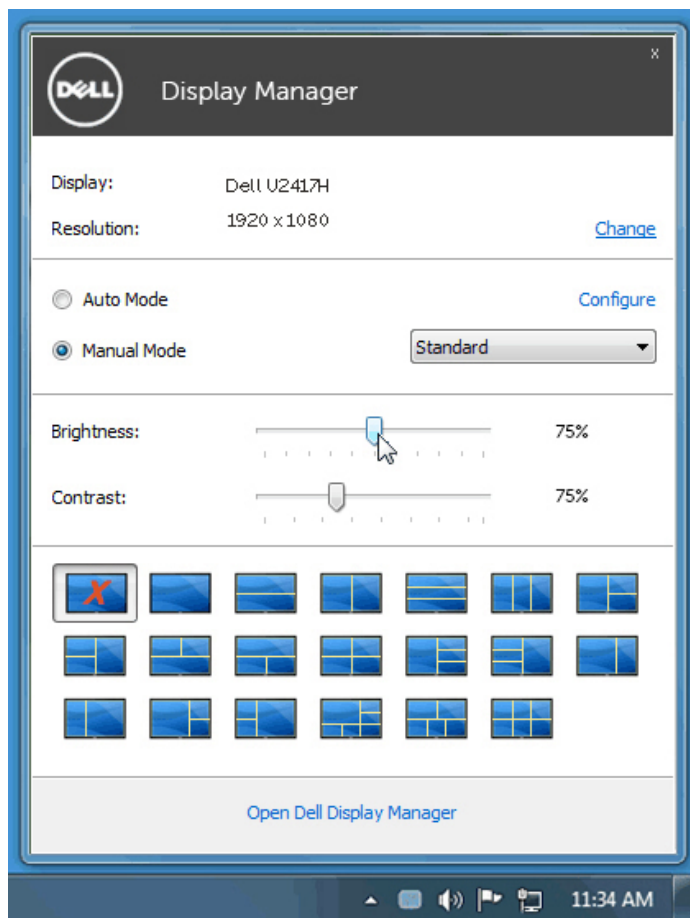 x
DELL Display Manager
Display: Dell U2417H
Resolution: 1920 x 1080 Change
Auto Mode Configure
Manual Mode Standard
Brightness: 75%
Contrast: 75%
Open Dell Display Manager
11:34 AM